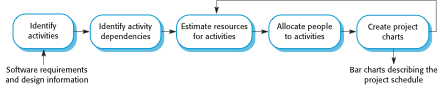 Identify
activities
Identify activity
dependencies
Estimate resources
for activities
Allocate people
to activities
Create project
charts
Software requirements
and design information
Bar charts describing the
project schedule